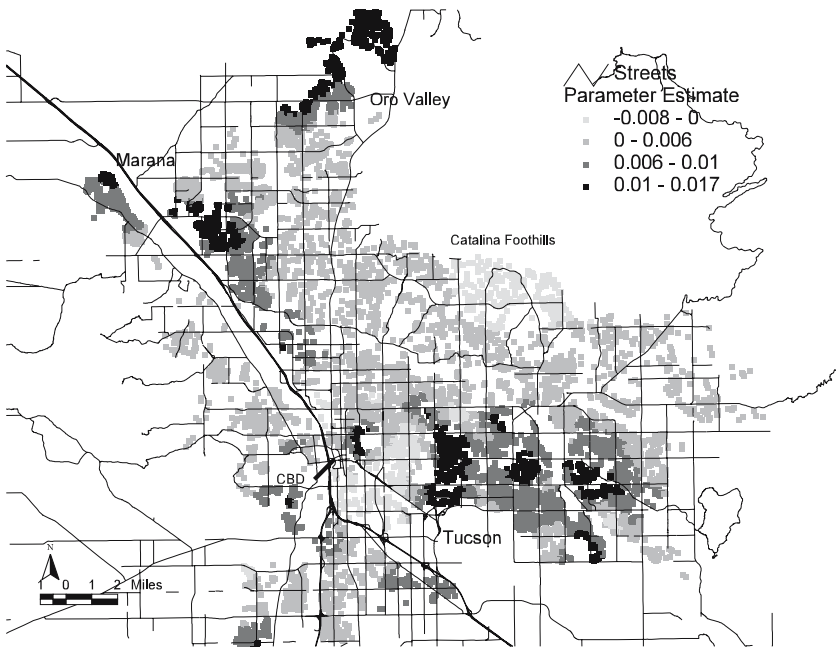 Oro Valley
Streets
Parameter Estimate
-0.008 - 0
0 - 0.006
0.006 - 0.01
0.01 - 0.017
Marana
Catalina Foothills
CBD
Tucson
N
1 0 1 2 Miles